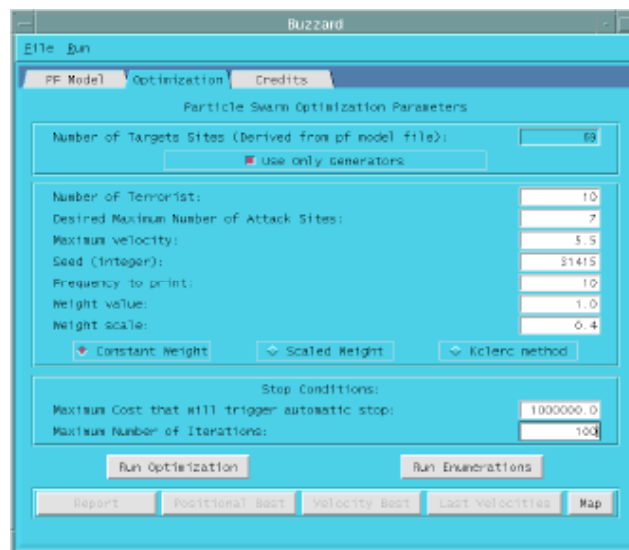 Buzzard
File Run
PF Model Optimization Credits
Particle Swarm Optimization Parameters
Number of Targets Sites (Derived from pf model file): 69
Use Only Generators
Number of Terrorist: 10
Desired Maximum Number of Attack Sites: 7
Maximum velocity: 5.5
Seed (integer): 31415
Frequency to print: 10
Weight value: 1.0
Weight scale: 0.4
Constant Weight Scaled Weight Kclerc method
Stop Conditions:
Maximum Cost that will trigger automatic stop: 1000000.0
Maximum Number of Iterations: 100
Run Optimization Run Enumerations
Report Positional Best Velocity Best Last Velocities Map